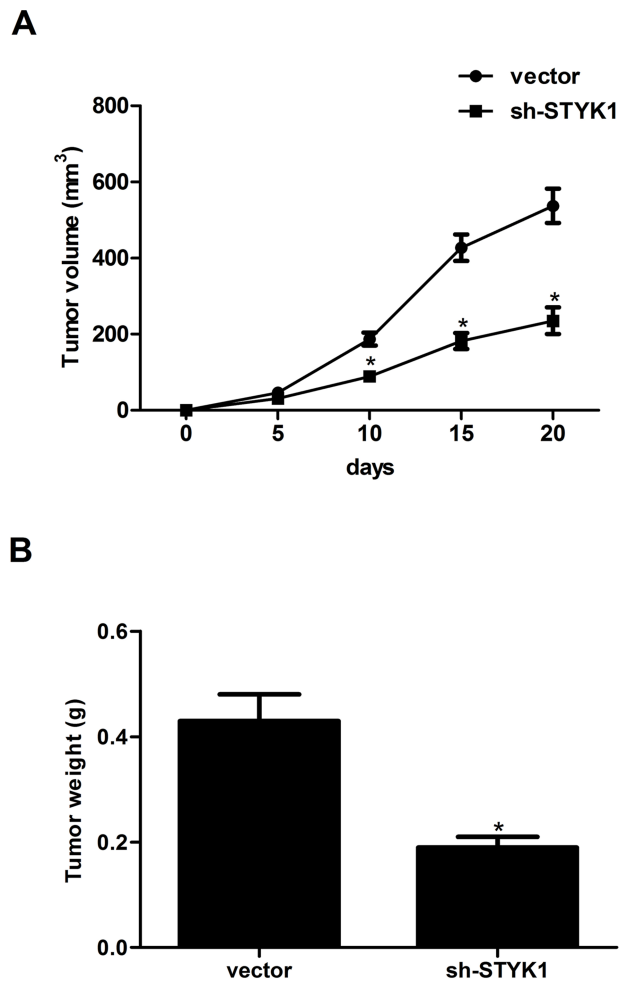 A
vector
sh-STYK1
800
600
400
200
0
Tumor volume (mm³)
*
*
*
0 5 10 15 20
days
B
0.6
0.4
0.2
0.0
Tumor weight (g)
*
vector sh-STYK1